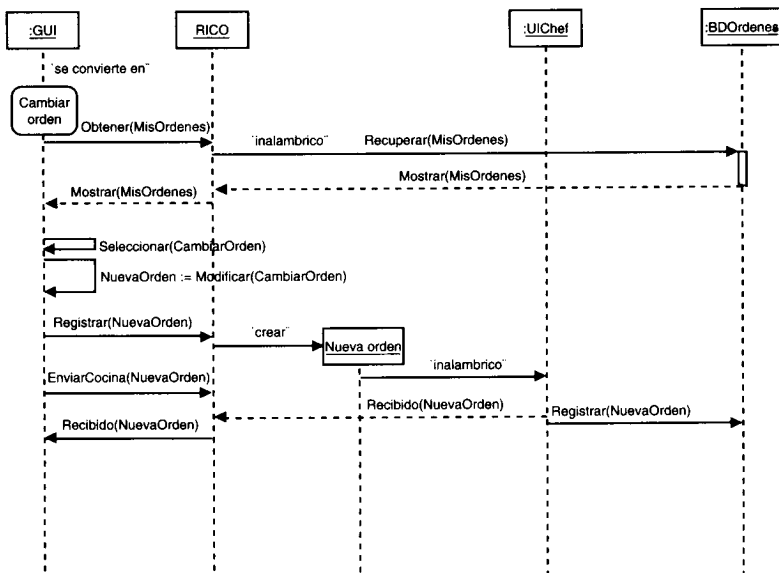 :GUI
RICO
:UIChef
:BDOrdenes
¨se convierte en¨
Cambiar
orden
Obtener(MisOrdenes)
¨inalambrico¨
Recuperar(MisOrdenes)
Mostrar(MisOrdenes)
Mostrar(MisOrdenes)
Seleccionar(CambiarOrden)
NuevaOrden := Modificar(CambiarOrden)
Registrar(NuevaOrden)
¨crear¨
Nueva orden
¨inalambrico¨
EnviarCocina(NuevaOrden)
Recibido(NuevaOrden)
Registrar(NuevaOrden)
Recibido(NuevaOrden)